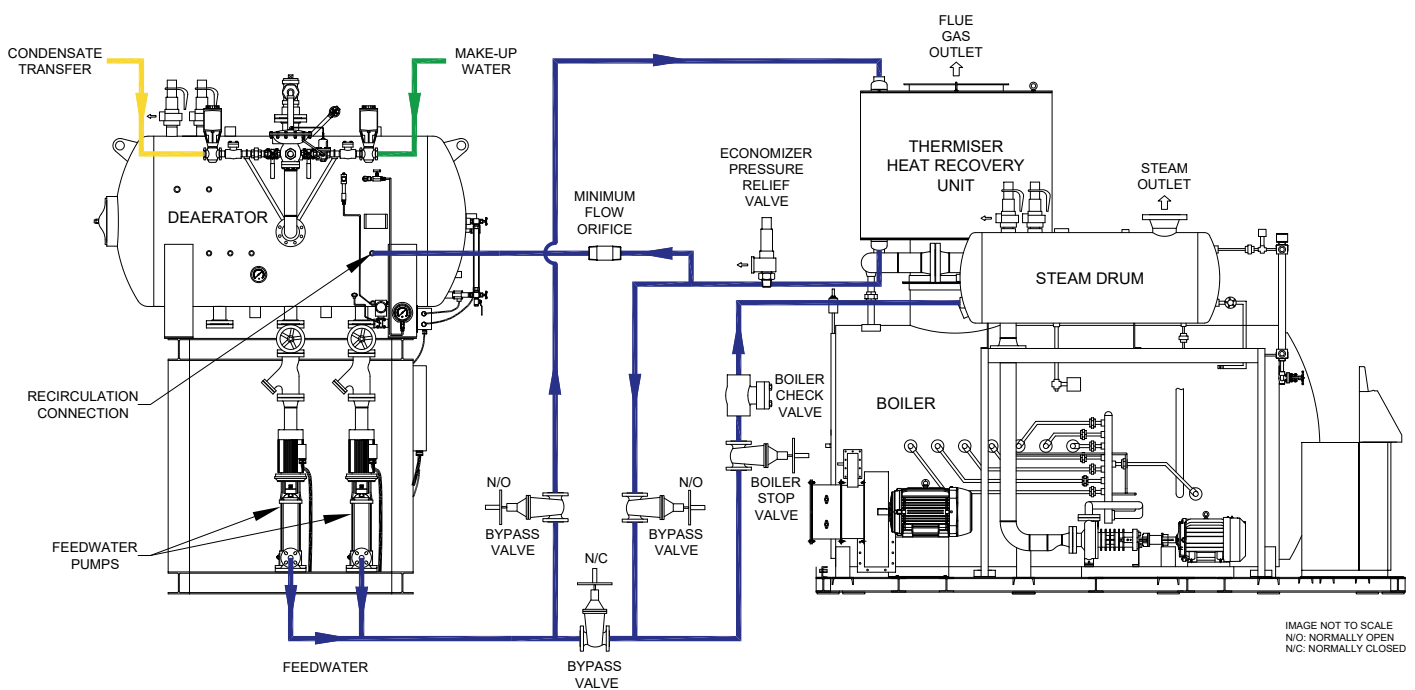 FLUE
GAS
OUTLET
CONDENSATE
TRANSFER
MAKE-UP
WATER
THERMISER
HEAT RECOVERY
UNIT
ECONOMIZER
PRESSURE
RELIEF
VALVE
STEAM
OUTLET
MINIMUM
FLOW
ORIFICE
DEAERATOR
STEAM DRUM
RECIRCULATION
CONNECTION
BOILER
CHECK
VALVE
BOILER
N/O
BYPASS
VALVE
N/O
BYPASS
VALVE
BOILER
STOP
VALVE
FEEDWATER
PUMPS
N/C
BYPASS
VALVE
FEEDWATER
IMAGE NOT TO SCALE
N/O: NORMALLY OPEN
N/C: NORMALLY CLOSED